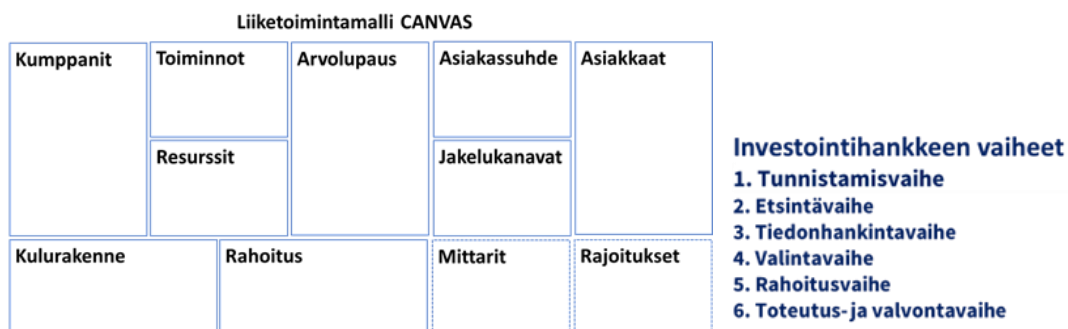 Liiketoimintamalli CANVAS
Kumppanit
Toiminnot
Arvolupaus
Asiakassuhde
Asiakkaat
Resurssit
Jakelukanavat
Kulurakenne
Rahoitus
Mittarit
Rajoitukset
Investointihankkeen vaiheet
1. Tunnistamisvaihe
2. Etsintävaihe
3. Tiedonhankintavaihe
4. Valintavaihe
5. Rahoitusvaihe
6. Toteutus- ja valvontavaihe